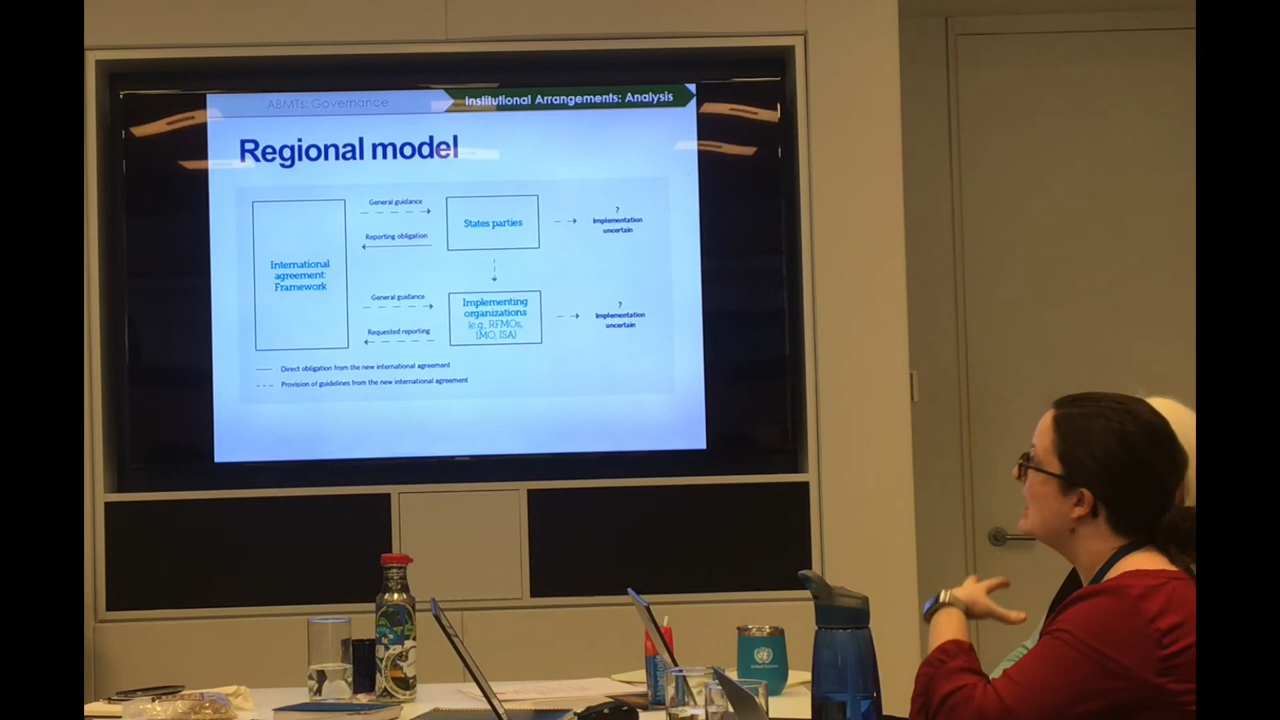 ABMTs: Governance
Institutional Arrangements: Analysis
Regional model
General guidance
States parties
?
Implementation
uncertain
Reporting obligation
International
agreement:
Framework
General guidance
Implementing
organizations
(e.g., RFMOs,
IMO, ISA)
?
Implementation
uncertain
Requested reporting
Direct obligation from the new international agreement
Provision of guidelines from the new international agreement
United Nations